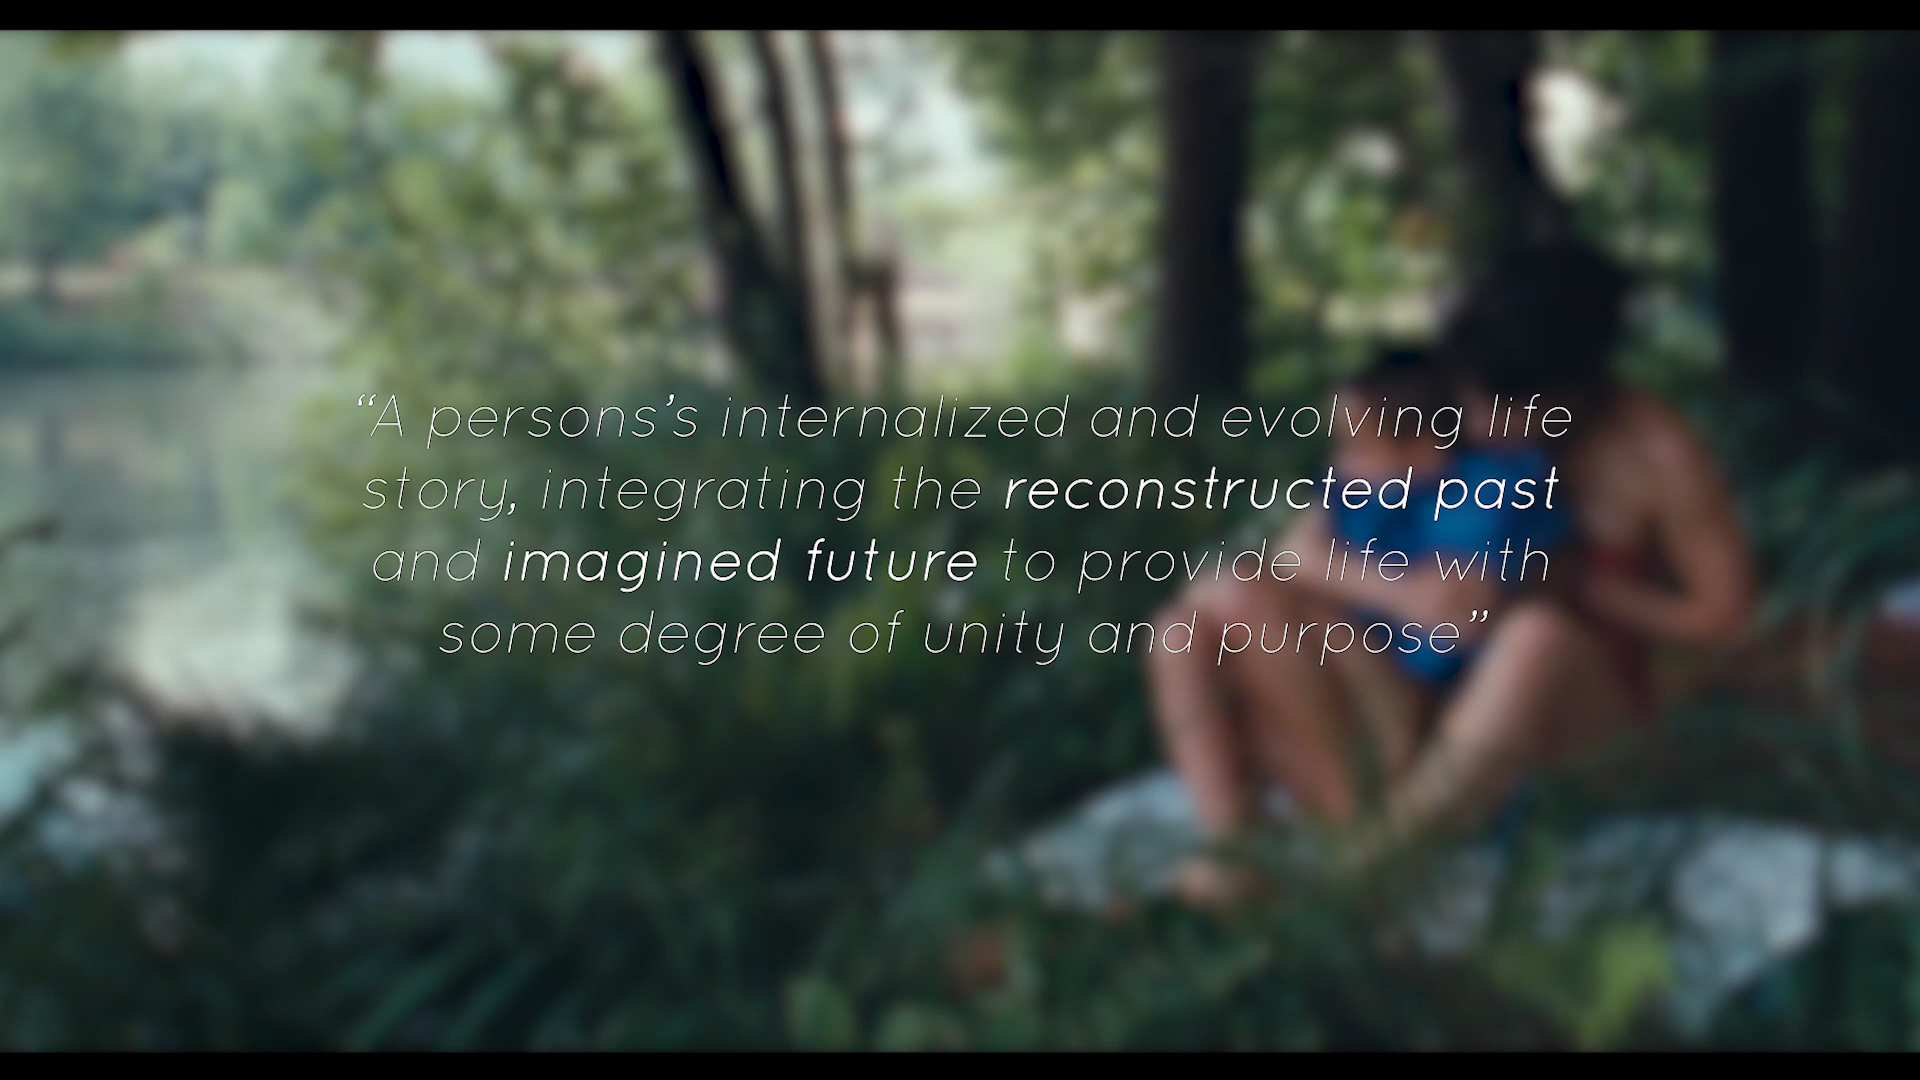 “A persons’s internalized and evolving life
story, integrating the reconstructed past
and imagined future to provide life with
some degree of unity and purpose”